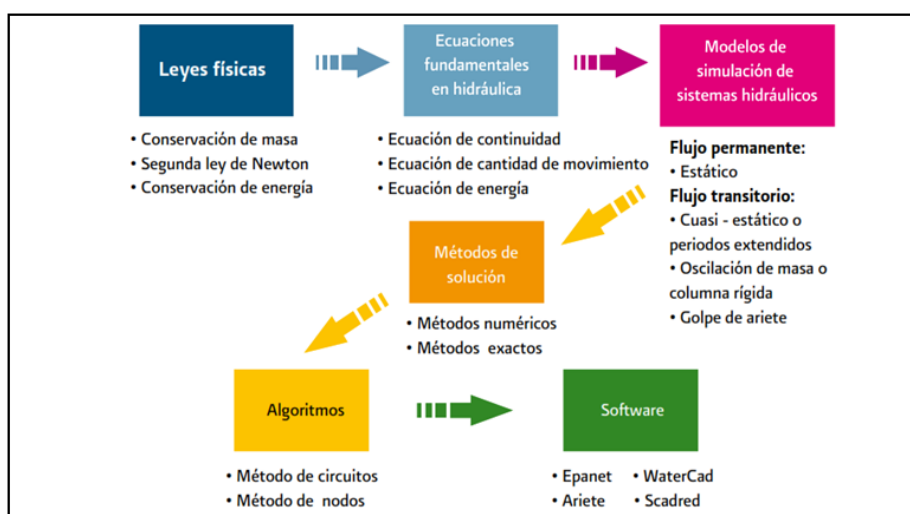 Leyes físicas
Ecuaciones
fundamentales
en hidráulica
Modelos de
simulación de
sistemas hidráulicos
• Conservación de masa
• Segunda ley de Newton
• Conservación de energía
• Ecuación de continuidad
• Ecuación de cantidad de movimiento
• Ecuación de energía
Flujo permanente:
• Estático
Flujo transitorio:
• Cuasi - estático o
periodos extendidos
• Oscilación de masa o
columna rígida
• Golpe de ariete
Métodos de
solución
• Métodos numéricos
• Métodos exactos
Algoritmos
• Método de circuitos
• Método de nodos
Software
• Epanet • WaterCad
• Ariete • Scadred